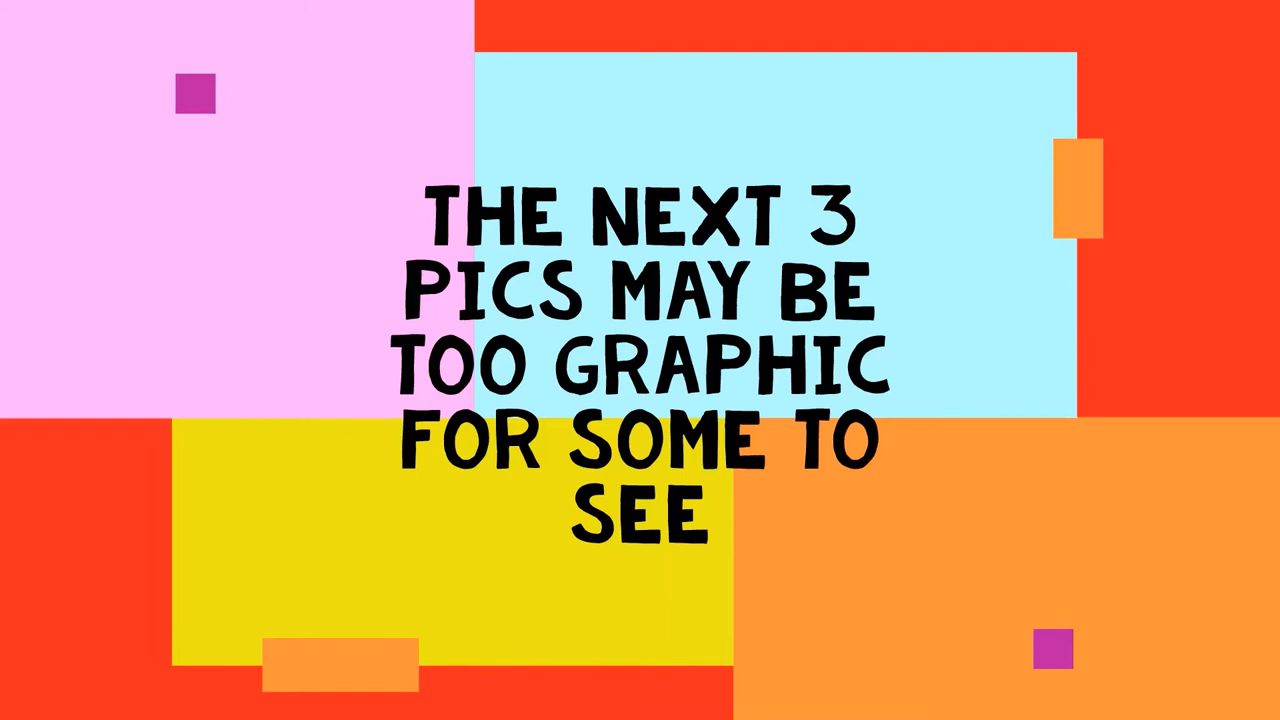 THE NEXT 3
PICS MAY BE
TOO GRAPHIC
FOR SOME TO
SEE